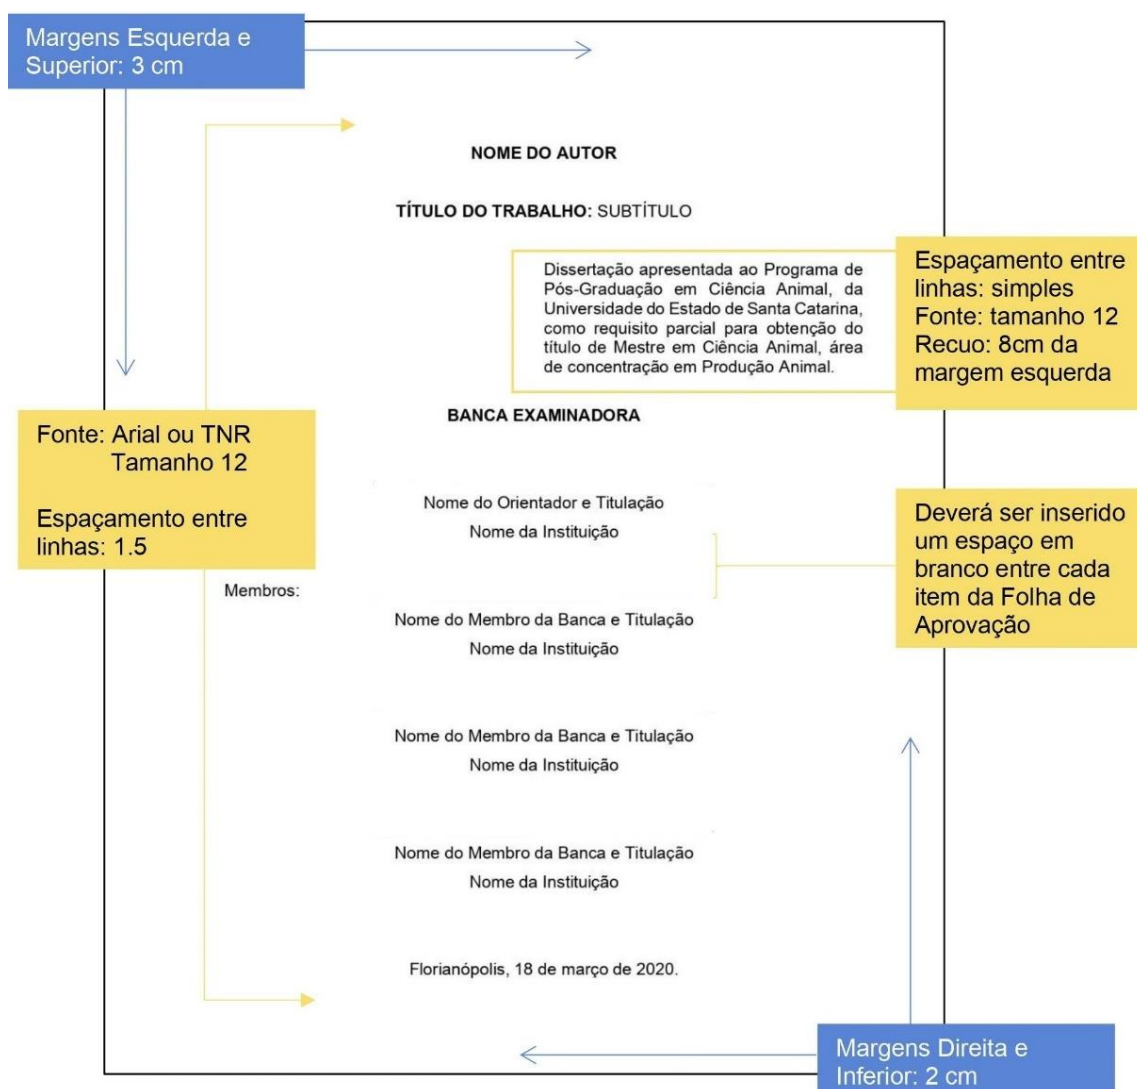 Margens Esquerda e
Superior: 3 cm
NOME DO AUTOR
TÍTULO DO TRABALHO: SUBTÍTULO
Dissertação apresentada ao Programa de
Pós-Graduação em Ciência Animal, da
Universidade do Estado de Santa Catarina,
como requisito parcial para obtenção do
título de Mestre em Ciência Animal, área
de concentração em Produção Animal.
Espaçamento entre
linhas: simples
Fonte: tamanho 12
Recuo: 8cm da
margem esquerda
BANCA EXAMINADORA
Fonte: Arial ou TNR
Tamanho 12
Espaçamento entre
linhas: 1.5
Nome do Orientador e Titulação
Nome da Instituição
Deverá ser inserido
um espaço em
branco entre cada
item da Folha de
Aprovação
Membros:
Nome do Membro da Banca e Titulação
Nome da Instituição
Nome do Membro da Banca e Titulação
Nome da Instituição
Nome do Membro da Banca e Titulação
Nome da Instituição
Florianópolis, 18 de março de 2020.
Margens Direita e
Inferior: 2 cm